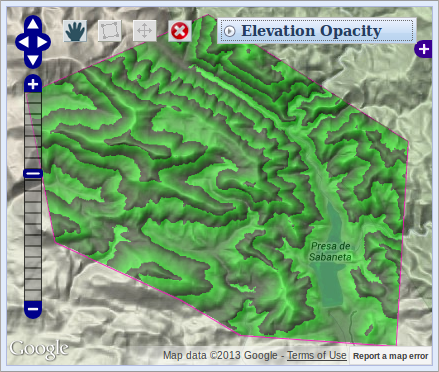 Elevation Opacity
Presa de
Sabaneta
Google
Map data ©2013 Google - Terms of Use Report a map error